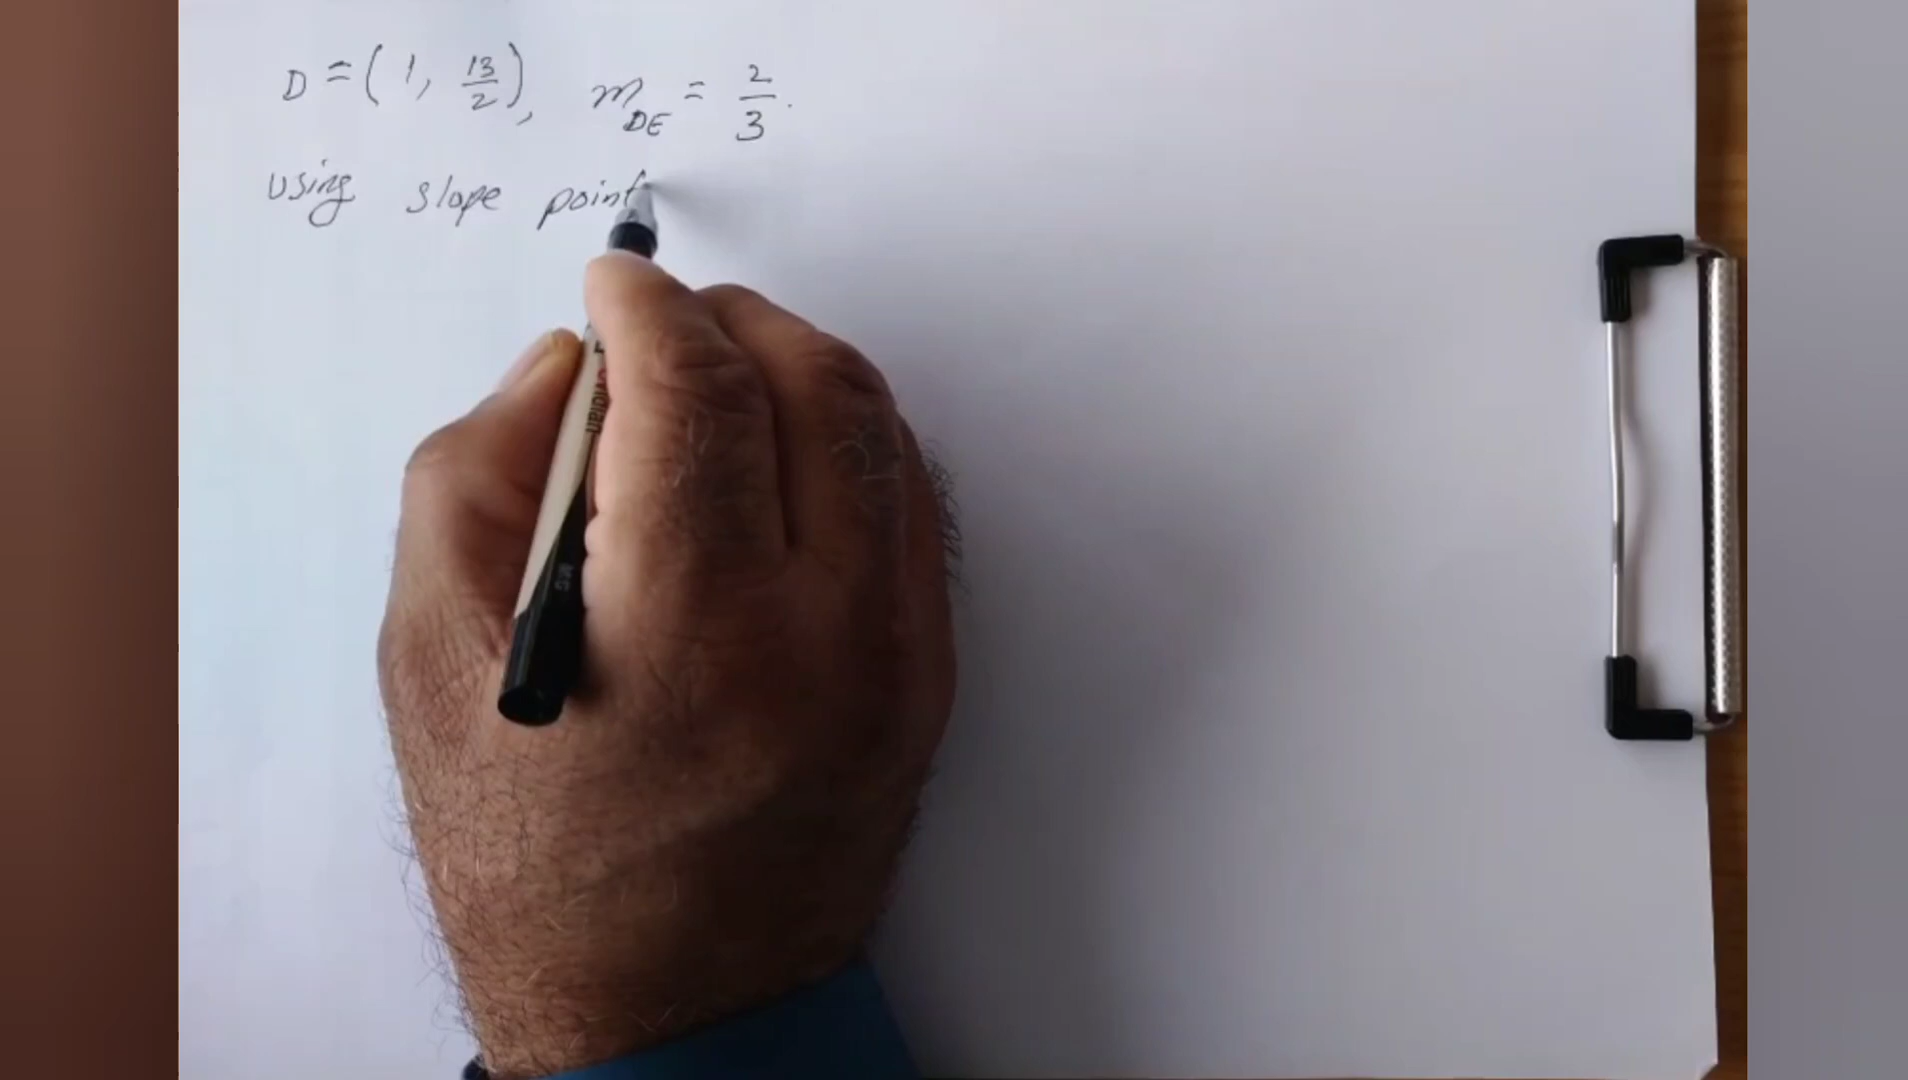 D = (1, 13/2), m_DE = 2/3.
using slope point